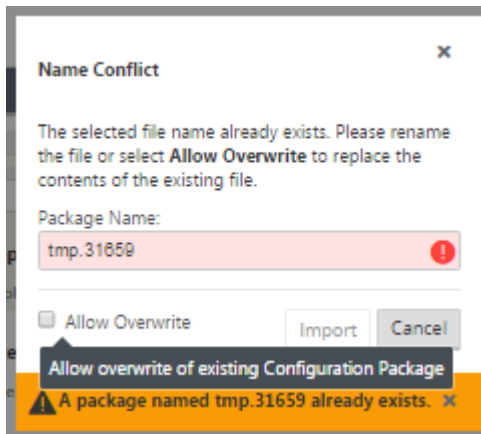 Name Conflict
The selected file name already exists. Please rename
the file or select Allow Overwrite to replace the
contents of the existing file.
Package Name:
tmp.31659
Allow Overwrite
Import Cancel
Allow overwrite of existing Configuration Package
A package named tmp.31659 already exists.